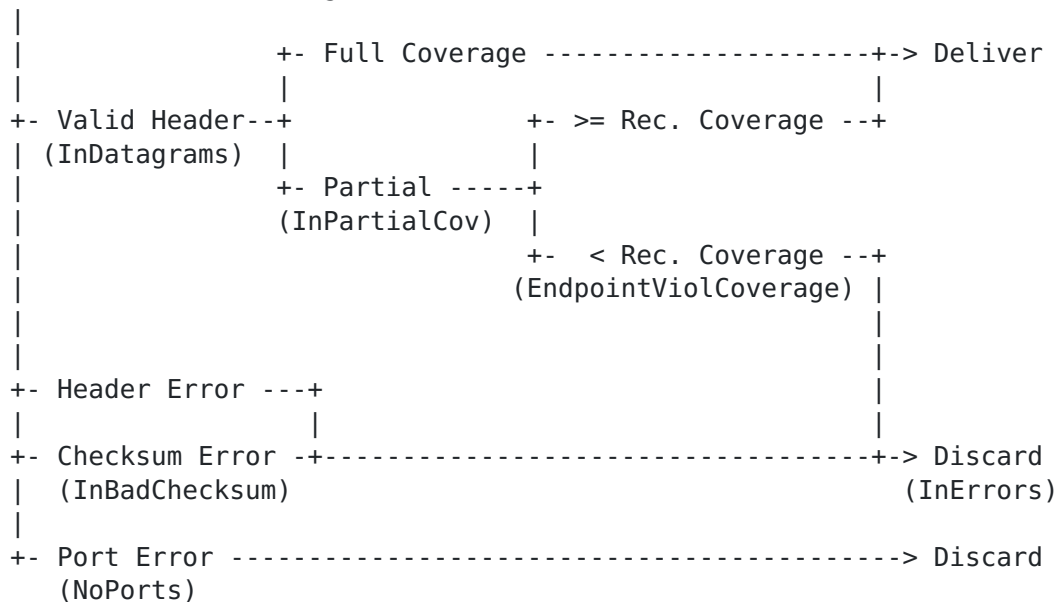 +- Full Coverage ---------------------+-> Deliver
+- Valid Header--+ +- >= Rec. Coverage --+
| (InDatagrams) | |
+- Partial -----+
(InPartialCov) |
+- < Rec. Coverage --+
(EndpointViolCoverage) |
+- Header Error ---+
+- Checksum Error -+-----------------------------------+-> Discard
| (InBadChecksum) (InErrors)
+- Port Error -------------------------------------------> Discard
(NoPorts)